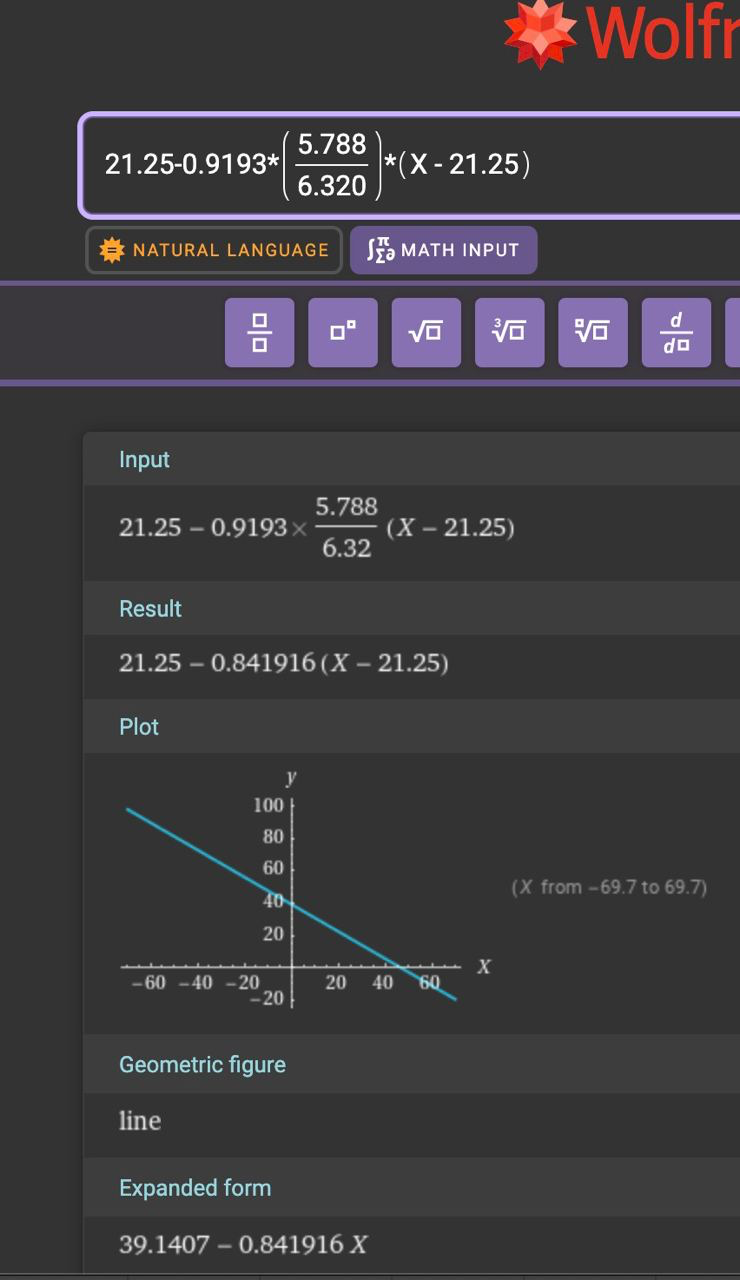 Wolfr
21.25-0.9193*(5.788/6.320)*(X - 21.25)
NATURAL LANGUAGE
∫π Σ∂ MATH INPUT
□/□ □^□ √□ ∛□ □√□ d/d□
Input
21.25 − 0.9193 × 5.788/6.32 (X − 21.25)
Result
21.25 − 0.841916 (X − 21.25)
Plot
y
100
80
60
40
20
(X from −69.7 to 69.7)
X
−60 −40 −20 20 40 60
−20
Geometric figure
line
Expanded form
39.1407 − 0.841916 X